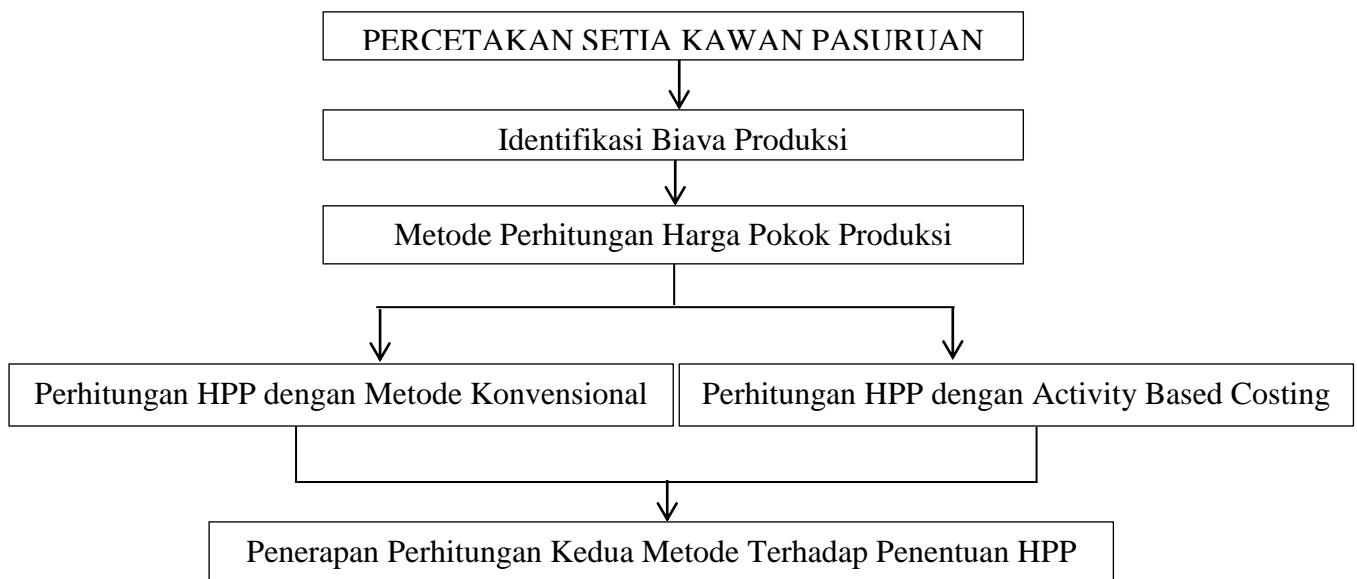 PERCETAKAN SETIA KAWAN PASURUAN
Identifikasi Biaya Produksi
Metode Perhitungan Harga Pokok Produksi
Perhitungan HPP dengan Metode Konvensional
Perhitungan HPP dengan Activity Based Costing
Penerapan Perhitungan Kedua Metode Terhadap Penentuan HPP